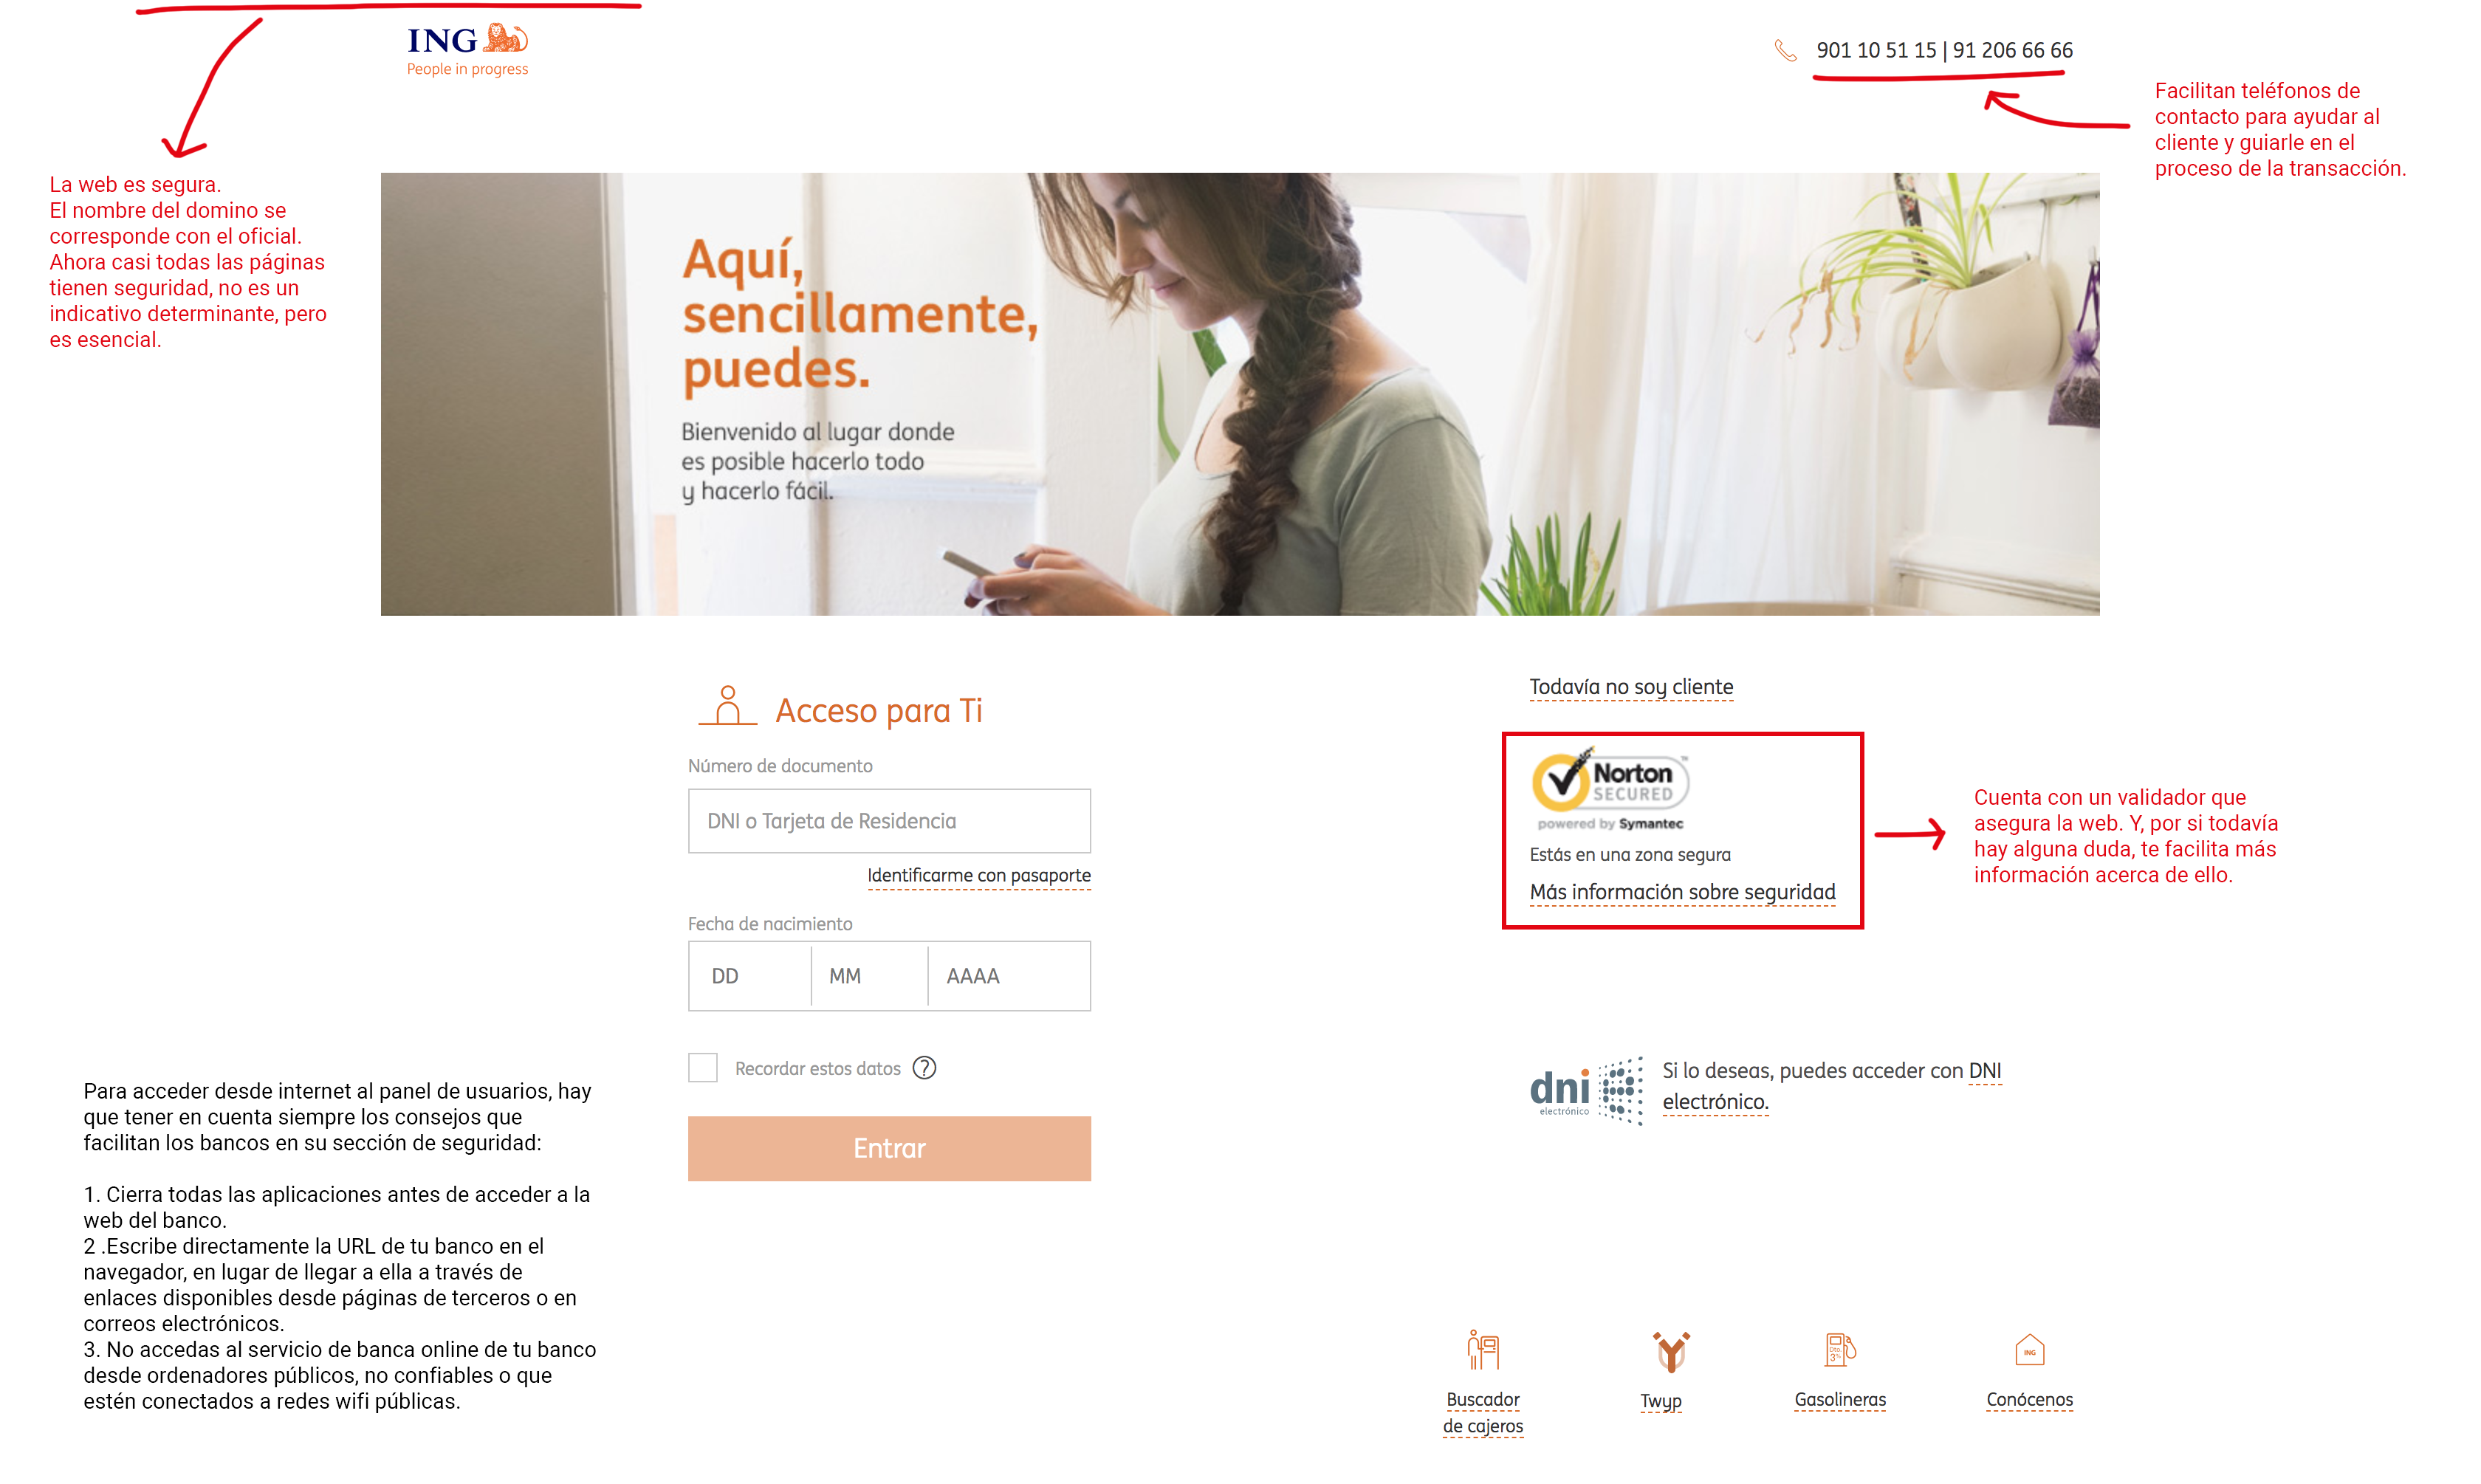 ING
People in progress
901 10 51 15 | 91 206 66 66
Facilitan teléfonos de
contacto para ayudar al
cliente y guiarle en el
proceso de la transacción.
La web es segura.
El nombre del domino se
corresponde con el oficial.
Ahora casi todas las páginas
tienen seguridad, no es un
indicativo determinante, pero
es esencial.
Aquí,
sencillamente,
puedes.
Bienvenido al lugar donde
es posible hacerlo todo
y hacerlo fácil.
Acceso para Ti
Número de documento
DNI o Tarjeta de Residencia
Identificarme con pasaporte
Fecha de nacimiento
DD MM AAAA
Recordar estos datos ?
Entrar
Todavía no soy cliente
Norton
SECURED
TM
powered by Symantec
Estás en una zona segura
Más información sobre seguridad
Cuenta con un validador que
asegura la web. Y, por si todavía
hay alguna duda, te facilita más
información acerca de ello.
dni
electrónico
Si lo deseas, puedes acceder con DNI
electrónico.
Para acceder desde internet al panel de usuarios, hay
que tener en cuenta siempre los consejos que
facilitan los bancos en su sección de seguridad:
1. Cierra todas las aplicaciones antes de acceder a la
web del banco.
2 .Escribe directamente la URL de tu banco en el
navegador, en lugar de llegar a ella a través de
enlaces disponibles desde páginas de terceros o en
correos electrónicos.
3. No accedas al servicio de banca online de tu banco
desde ordenadores públicos, no confiables o que
estén conectados a redes wifi públicas.
Buscador
de cajeros
Twyp
Dto.
3%
Gasolineras
ING
Conócenos